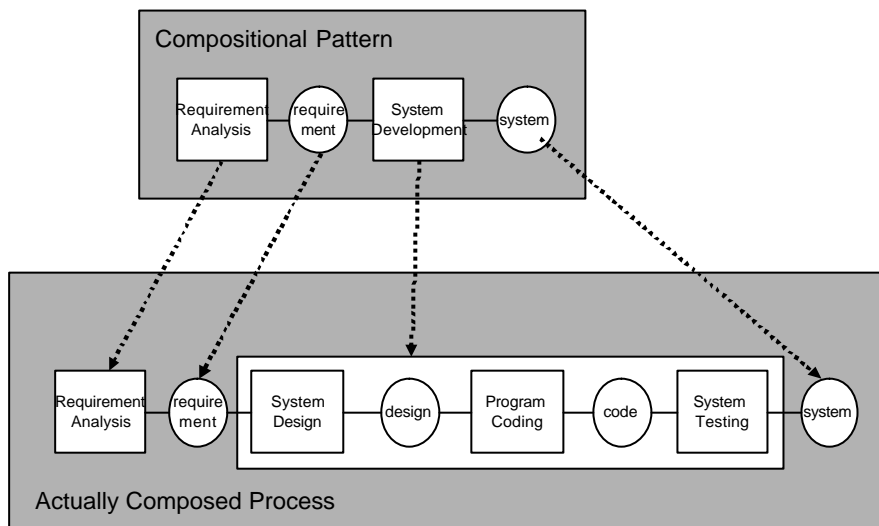 Compositional Pattern
Requirement
Analysis
require
ment
System
Development
system
Requirement
Analysis
require
ment
System
Design
design
Program
Coding
code
System
Testing
system
Actually Composed Process